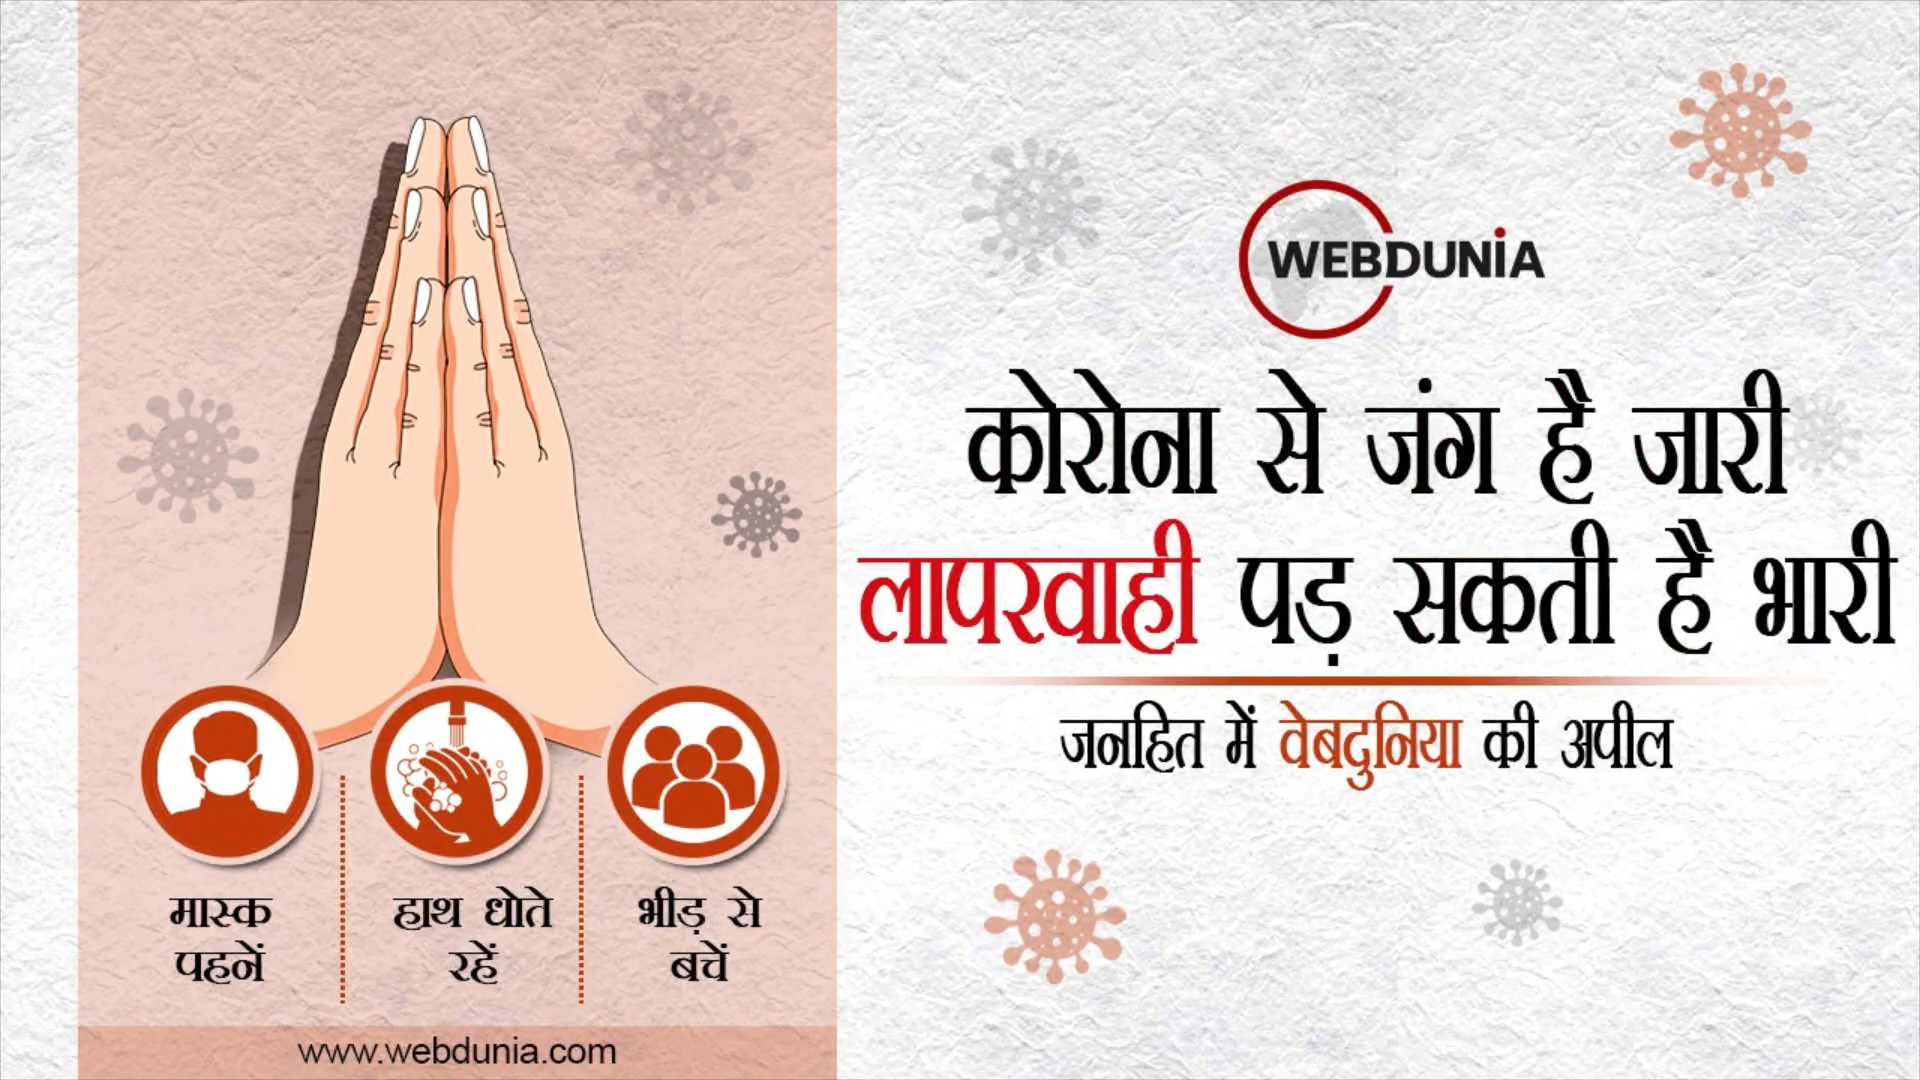 WEBDUNIA
कोरोना से जंग है जारी
लापरवाही पड़ सकती है भारी
जनहित में वेबदुनिया की अपील
मास्क
पहनें
हाथ धोते
रहें
भीड़ से
बचें
www.webdunia.com